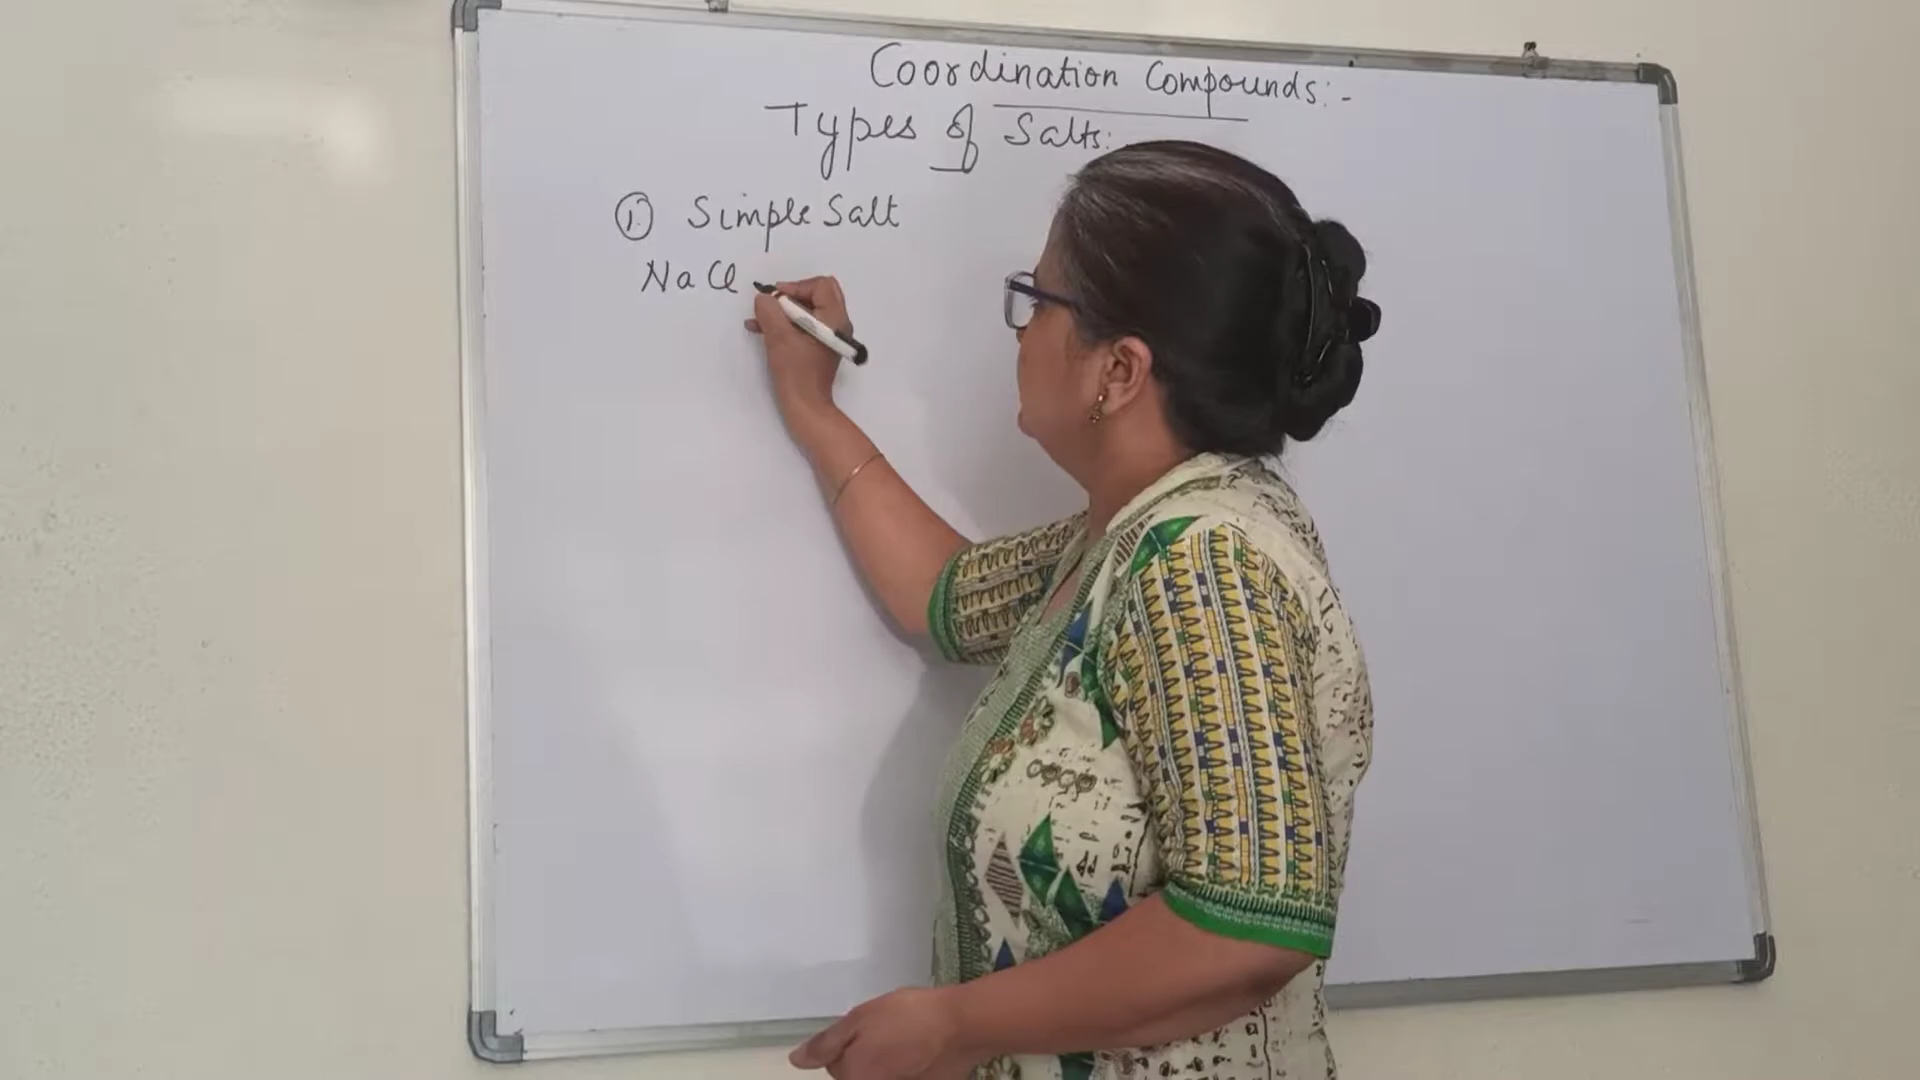 Coordination Compounds:-
Types of Salts:
1. Simple Salt
NaCl